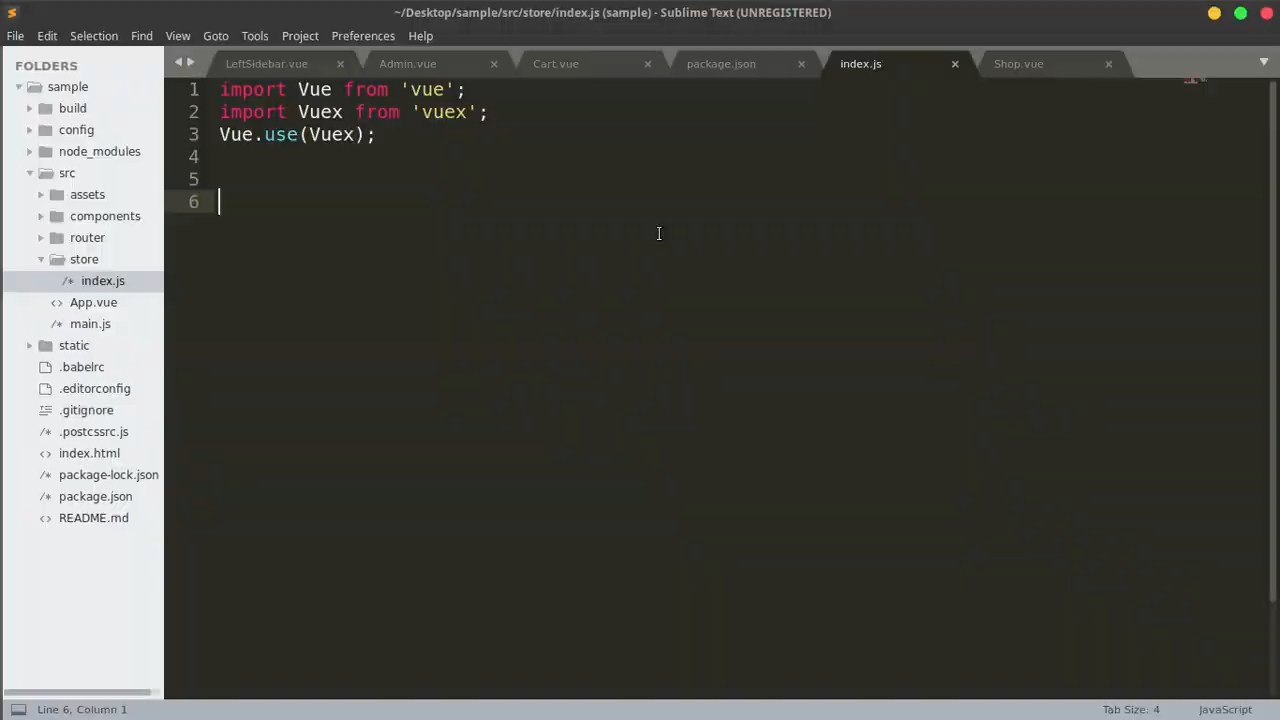 ~/Desktop/sample/src/store/index.js (sample) - Sublime Text (UNREGISTERED)
File Edit Selection Find View Goto Tools Project Preferences Help
FOLDERS
sample
build
config
node_modules
src
assets
components
router
store
/* index.js
<> App.vue
/* main.js
static
.babelrc
.editorconfig
.gitignore
/* .postcssrc.js
<> index.html
/* package-lock.json
/* package.json
<> README.md
LeftSidebar.vue Admin.vue Cart.vue package.json index.js Shop.vue
1 import Vue from 'vue';
2 import Vuex from 'vuex';
3 Vue.use(Vuex);
4
5
6
Line 6, Column 1 Tab Size: 4 JavaScript